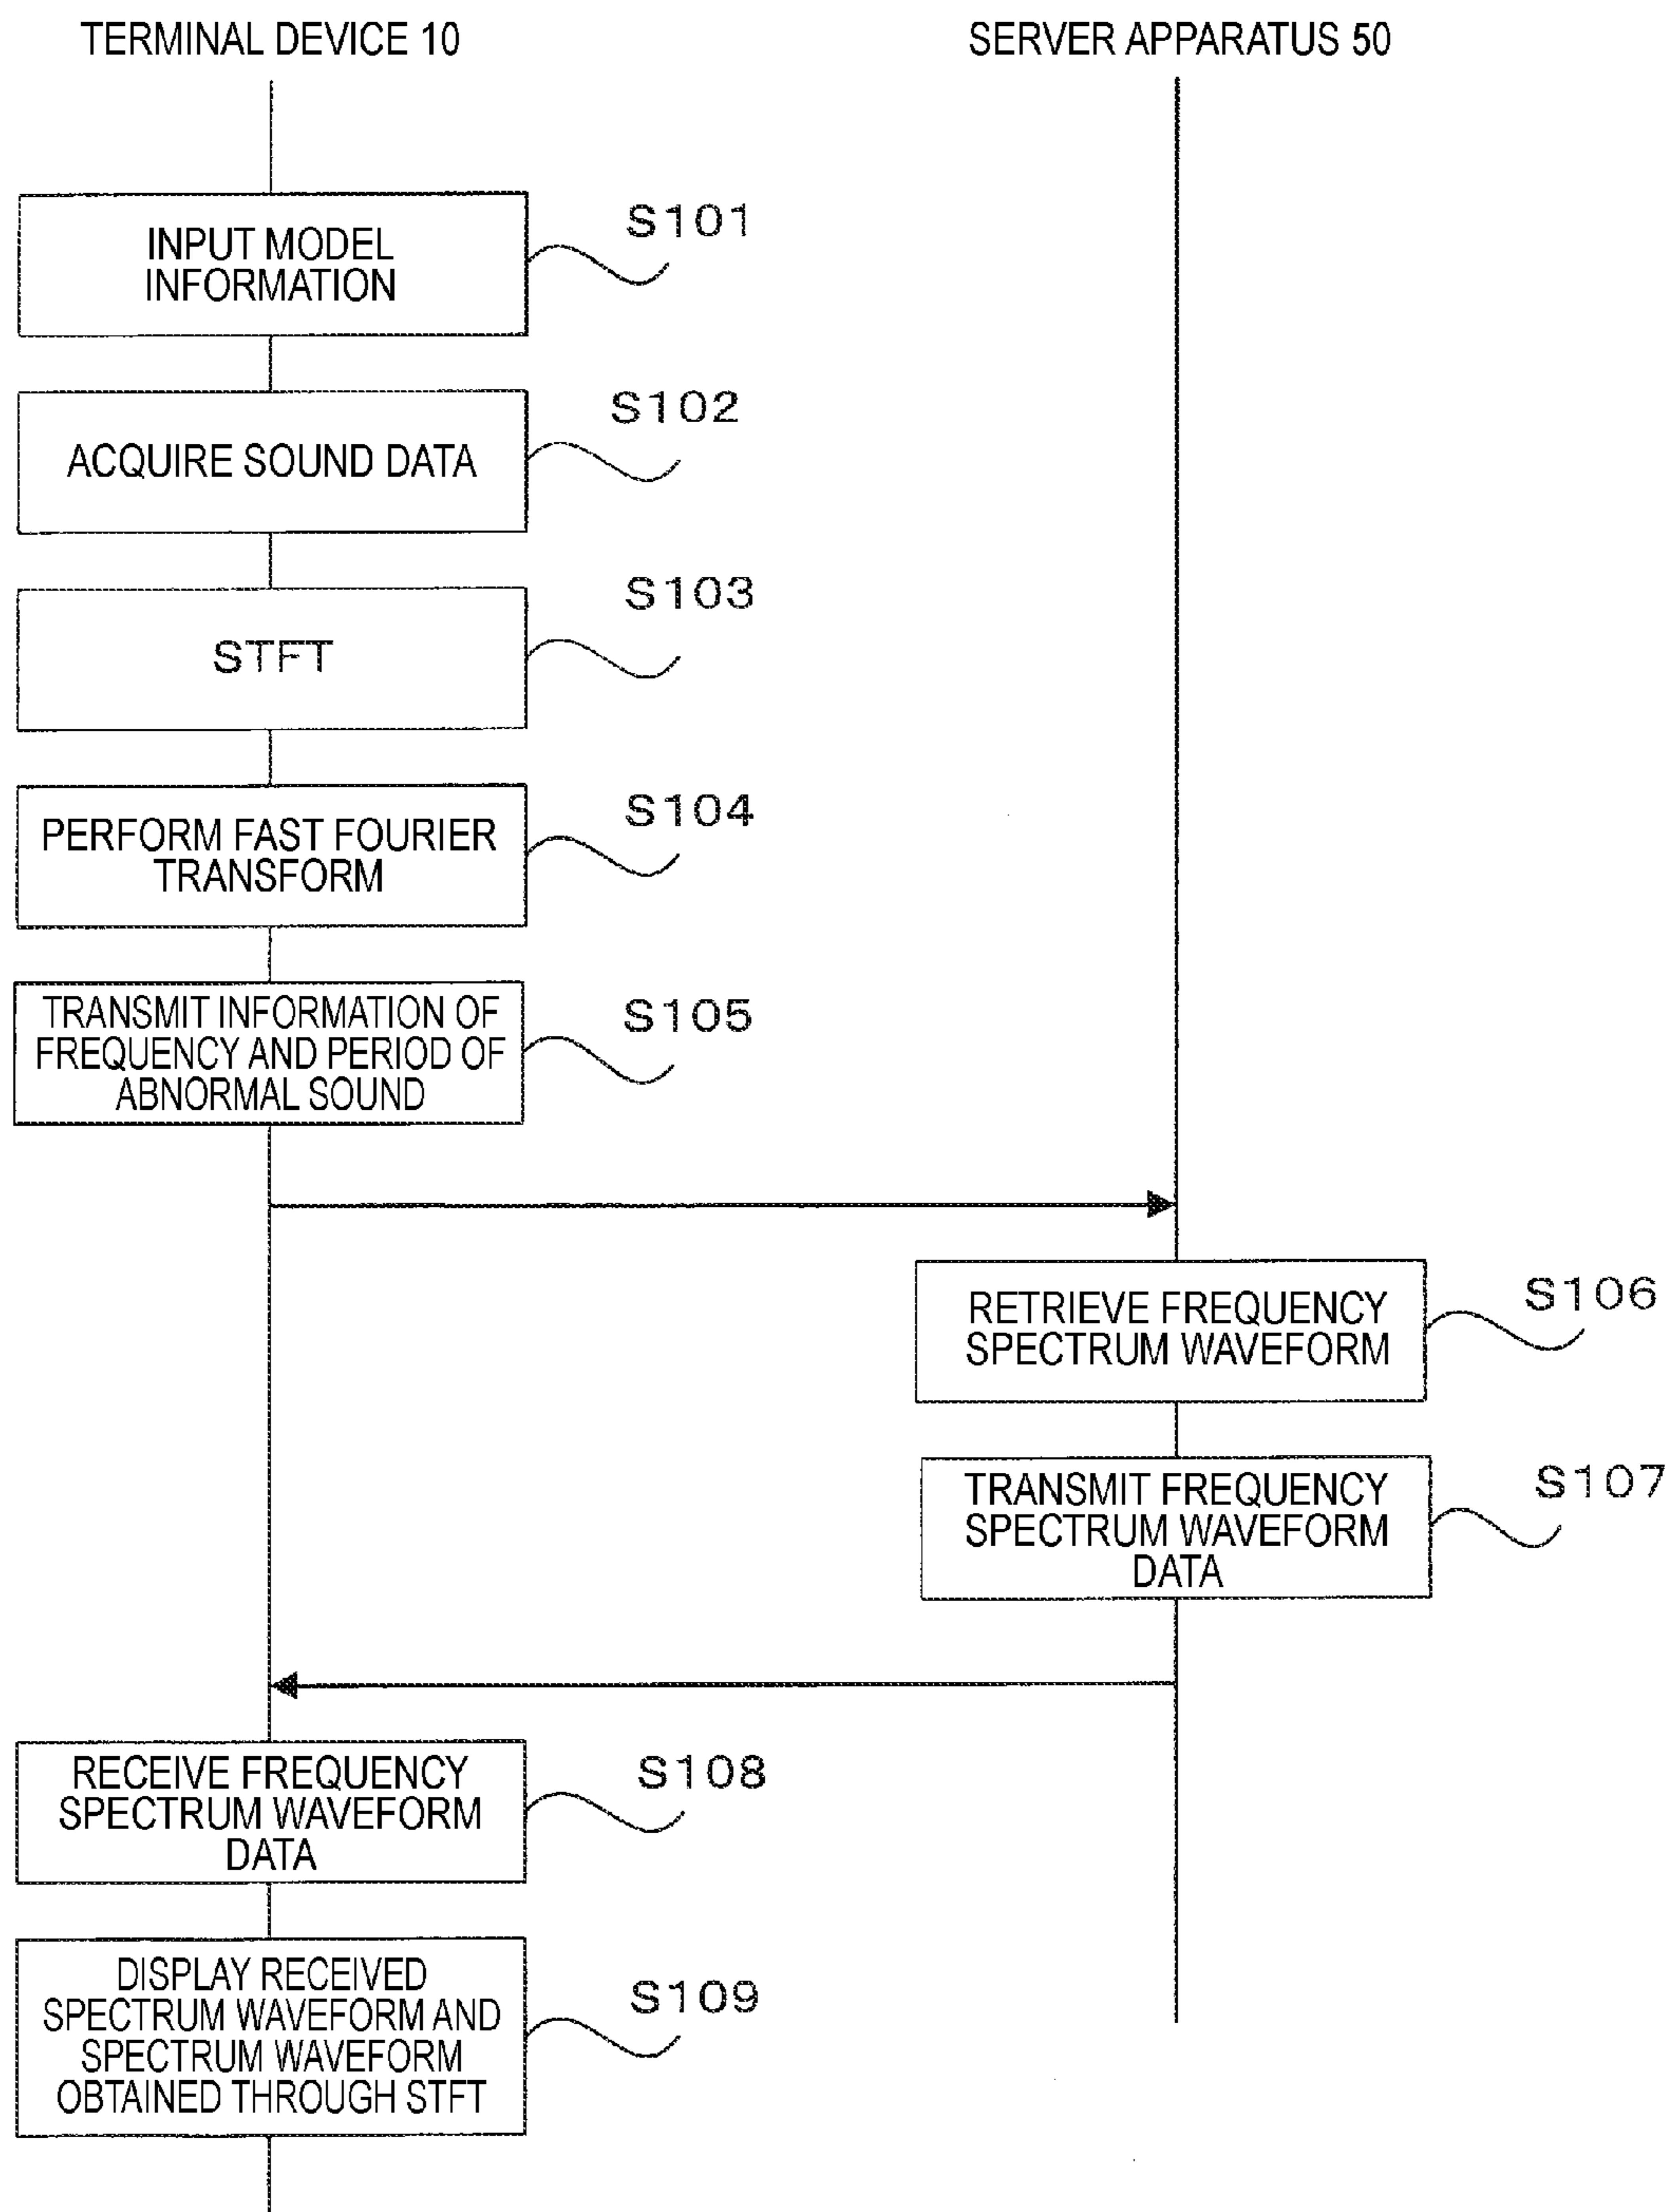 TERMINAL DEVICE 10
SERVER APPARATUS 50
INPUT MODEL
INFORMATION
S101
ACQUIRE SOUND DATA
S102
STFT
S103
PERFORM FAST FOURIER
TRANSFORM
S104
TRANSMIT INFORMATION OF
FREQUENCY AND PERIOD OF
ABNORMAL SOUND
S105
RETRIEVE FREQUENCY
SPECTRUM WAVEFORM
S106
TRANSMIT FREQUENCY
SPECTRUM WAVEFORM
DATA
S107
RECEIVE FREQUENCY
SPECTRUM WAVEFORM
DATA
S108
DISPLAY RECEIVED
SPECTRUM WAVEFORM AND
SPECTRUM WAVEFORM
OBTAINED THROUGH STFT
S109